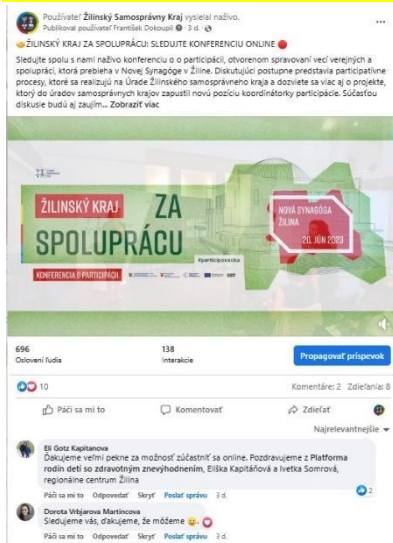 Používateľ Žilinský Samosprávny Kraj vysielal naživo.
Publikoval používateľ František Dokoupil · 3 d. ·
ŽILINSKÝ KRAJ ZA SPOLUPRÁCU: SLEDUJTE KONFERENCIU ONLINE
Sledujte spolu s nami naživo konferenciu o o participácii, otvorenom spravovaní vecí verejných a
spolupráci, ktorá prebieha v Novej Synagóge v Žiline. Diskutujúci postupne predstavia participatívne
procesy, ktoré sa realizujú na Úrade Žilinského samosprávneho kraja a dozviete sa viac aj o projekte,
ktorý do úradov samosprávnych krajov zapustil novú pozíciu koordinátorky participácie. Súčasťou
diskusie budú aj zaujím... Zobraziť viac
ŽILINSKÝ KRAJ ZA
SPOLUPRÁCU
KONFERENCIA O PARTICIPÁCII
#participovacka
NOVÁ SYNAGÓGA
ŽILINA
20. JÚN 2023
696
Oslovení ľudia
138
Interakcie
Propagovať príspevok
10
Komentáre: 2 Zdieľania: 8
Páči sa mi to
Komentovať
Zdieľať
Najrelevantnejšie
Eli Gotz Kapitanova
Ďakujeme veľmi pekne za možnosť zúčastniť sa online. Pozdravujeme z Platforma
rodín detí so zdravotným znevýhodnením, Eliška Kapitáňová a Ivetka Somrová,
regionálne centrum Žilina
Páči sa mi to Odpovedať Skryť Poslať správu 3 d.
2
Dorota Vrbjarova Martincova
Sledujeme vás, ďakujeme, že môžeme
Páči sa mi to Odpovedať Skryť Poslať správu 3 d.